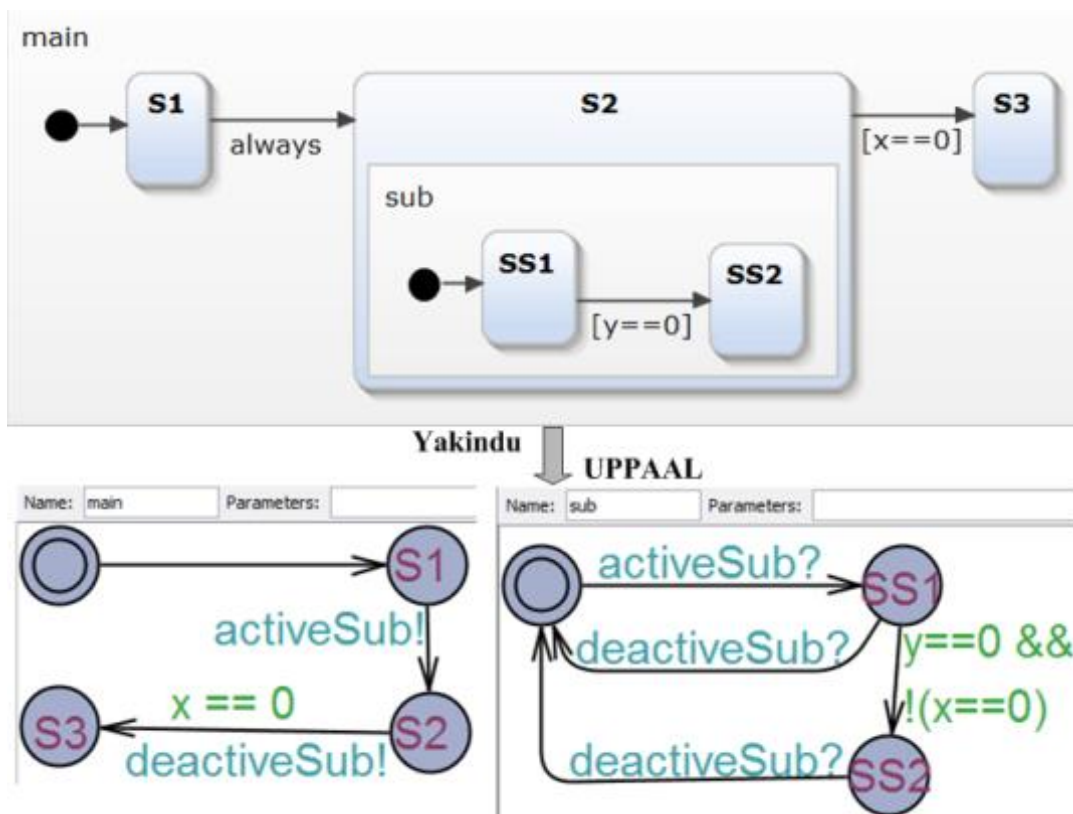 main
S1
S2
S3
always
[x==0]
sub
SS1
SS2
[y==0]
Yakindu
UPPAAL
Name: main Parameters:
S1
activeSub!
x == 0
S3
S2
deactiveSub!
Name: sub Parameters:
activeSub?
SS1
deactiveSub?
y==0 &&
!(x==0)
deactiveSub?
SS2